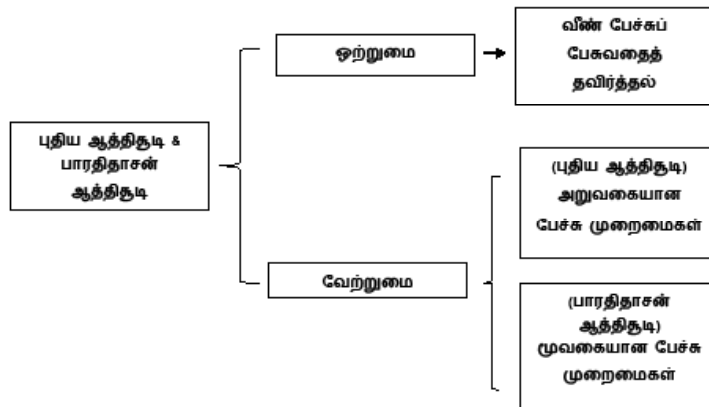 புதிய ஆத்திசூடி &
பாரதிதாசன்
ஆத்திசூடி
ஒற்றுமை
வீண் பேச்சுப்
பேசுவதைத்
தவிர்த்தல்
வேற்றுமை
(புதிய ஆத்திசூடி)
அறுவகையான
பேச்சு முறைமைகள்
(பாரதிதாசன்
ஆத்திசூடி)
மூவகையான பேச்சு
முறைமைகள்